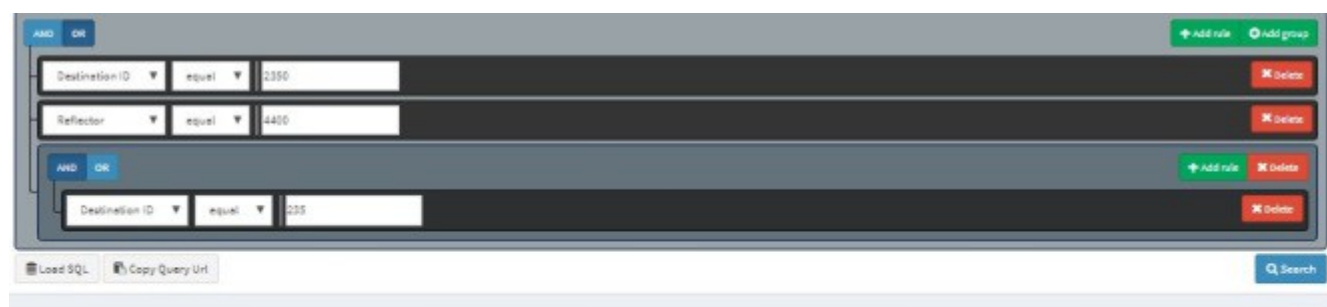 AND OR + Add rule Add group
Destination ID ▼ equal ▼ 2350 ✖ Delete
Reflector ▼ equal ▼ 4400 ✖ Delete
AND OR + Add rule ✖ Delete
Destination ID ▼ equal ▼ 235 ✖ Delete
Load SQL Copy Query Url Search